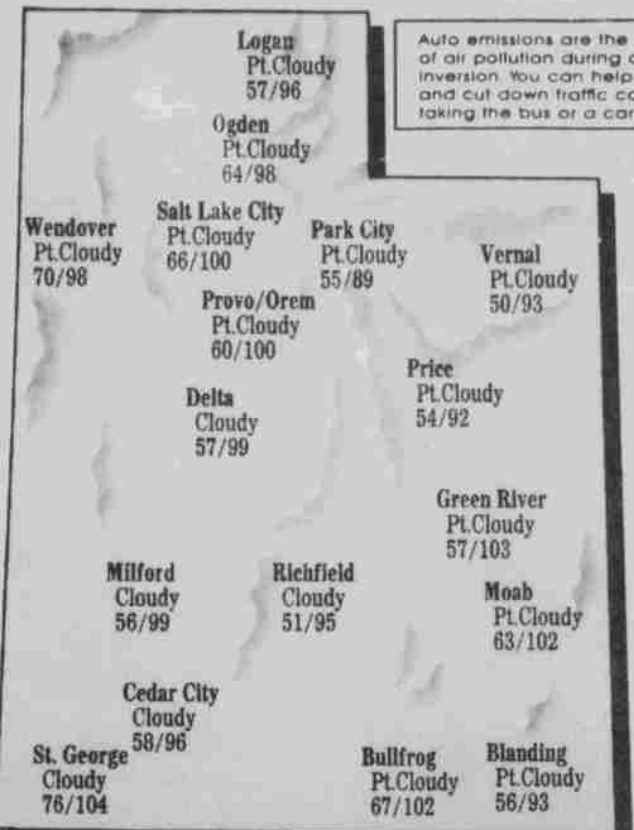 Logan
Pt.Cloudy
57/96
Auto emissions are the
of air pollution during
inversion. You can help
and cut down traffic
taking the bus or a
Ogden
Pt.Cloudy
64/98
Wendover
Pt.Cloudy
70/98
Salt Lake City
Pt.Cloudy
66/100
Park City
Pt.Cloudy
55/89
Vernal
Pt.Cloudy
50/93
Provo/Orem
Pt.Cloudy
60/100
Price
Pt.Cloudy
54/92
Delta
Cloudy
57/99
Green River
Pt.Cloudy
57/103
Milford
Cloudy
56/99
Richfield
Cloudy
51/95
Moab
Pt.Cloudy
63/102
Cedar City
Cloudy
58/96
St. George
Cloudy
76/104
Bullfrog
Pt.Cloudy
67/102
Blanding
Pt.Cloudy
56/93